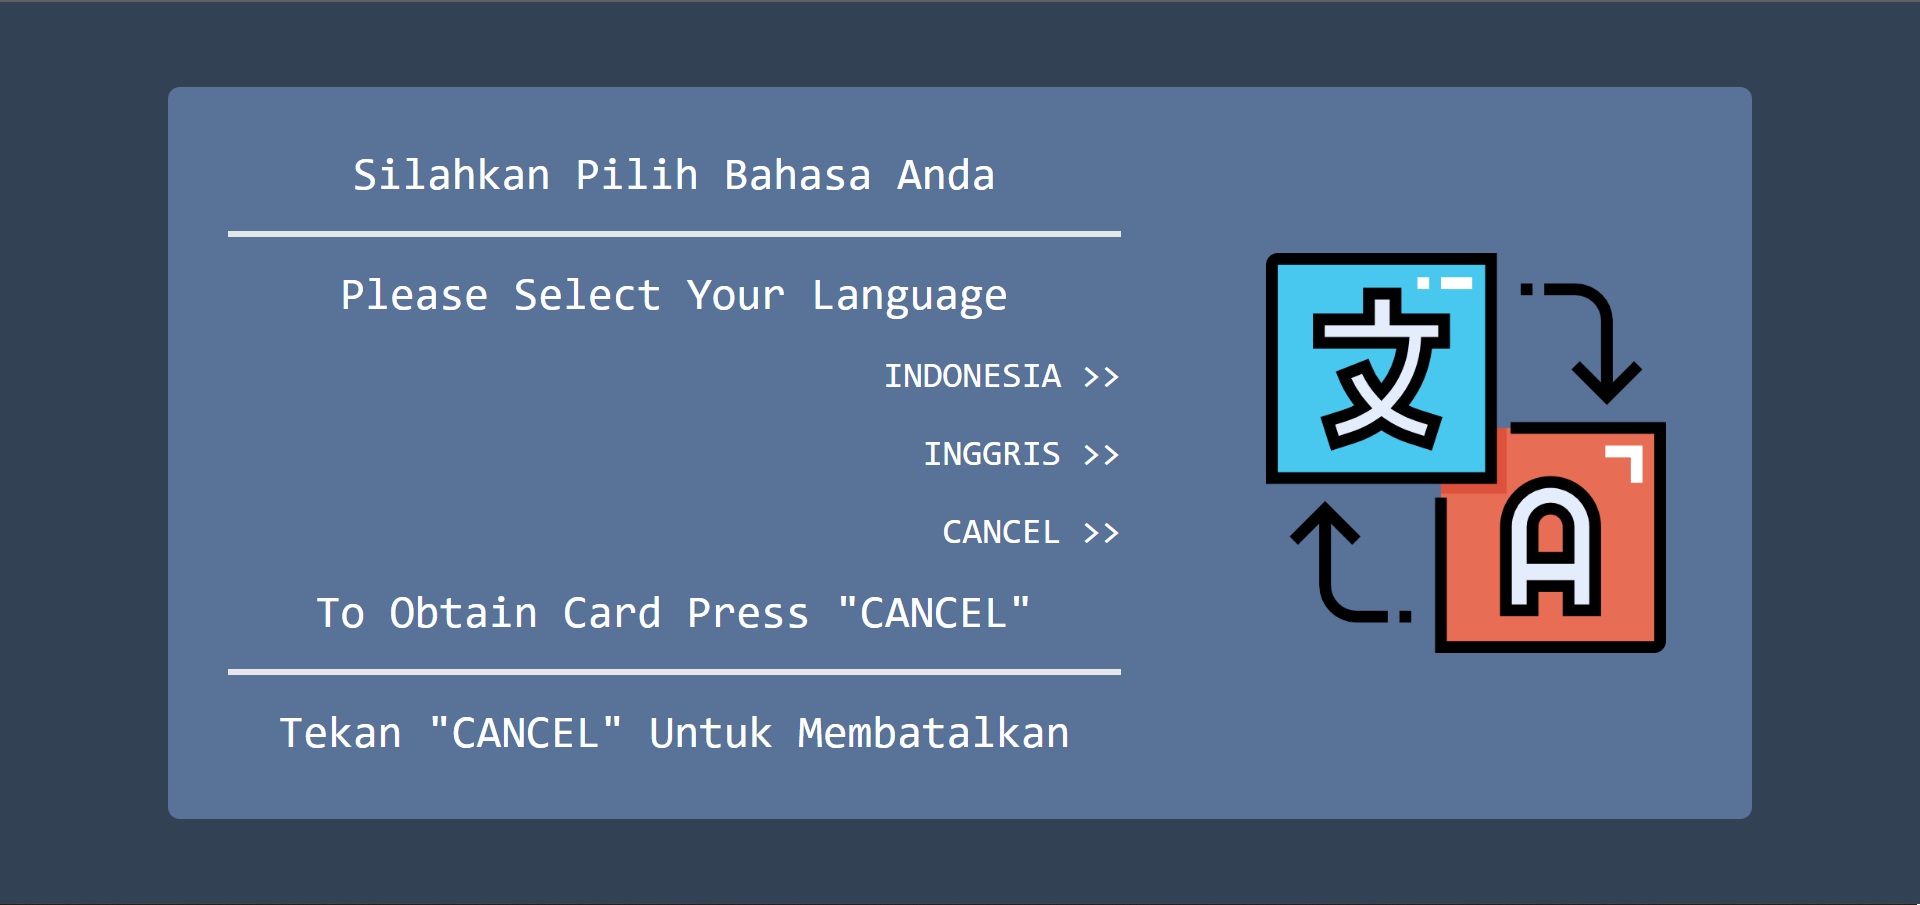 Silahkan Pilih Bahasa Anda
Please Select Your Language
INDONESIA >>
INGGRIS >>
CANCEL >>
To Obtain Card Press "CANCEL"
Tekan "CANCEL" Untuk Membatalkan
文
A